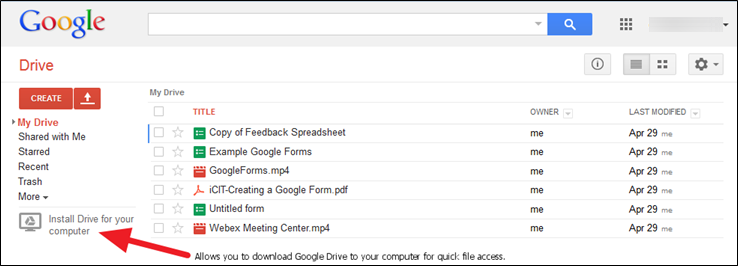 Google
Drive
CREATE
My Drive
Shared with Me
Starred
Recent
Trash
More
Install Drive for your
computer
My Drive
TITLE OWNER LAST MODIFIED
Copy of Feedback Spreadsheet me Apr 29 me
Example Google Forms me Apr 29 me
GoogleForms.mp4 me Apr 29 me
iCIT-Creating a Google Form.pdf me Apr 29 me
Untitled form me Apr 29 me
Webex Meeting Center.mp4 me Apr 29 me
Allows you to download Google Drive to your computer for quick file access.